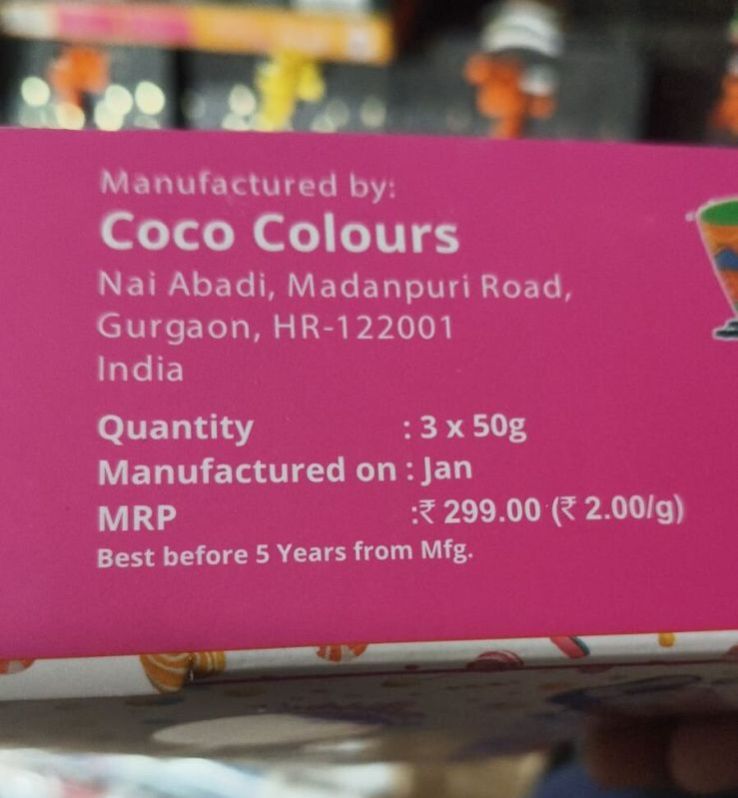 Manufactured by:
Coco Colours
Nai Abadi, Madanpuri Road,
Gurgaon, HR-122001
India
Quantity : 3 x 50g
Manufactured on : Jan
MRP :₹ 299.00 (₹ 2.00/g)
Best before 5 Years from Mfg.